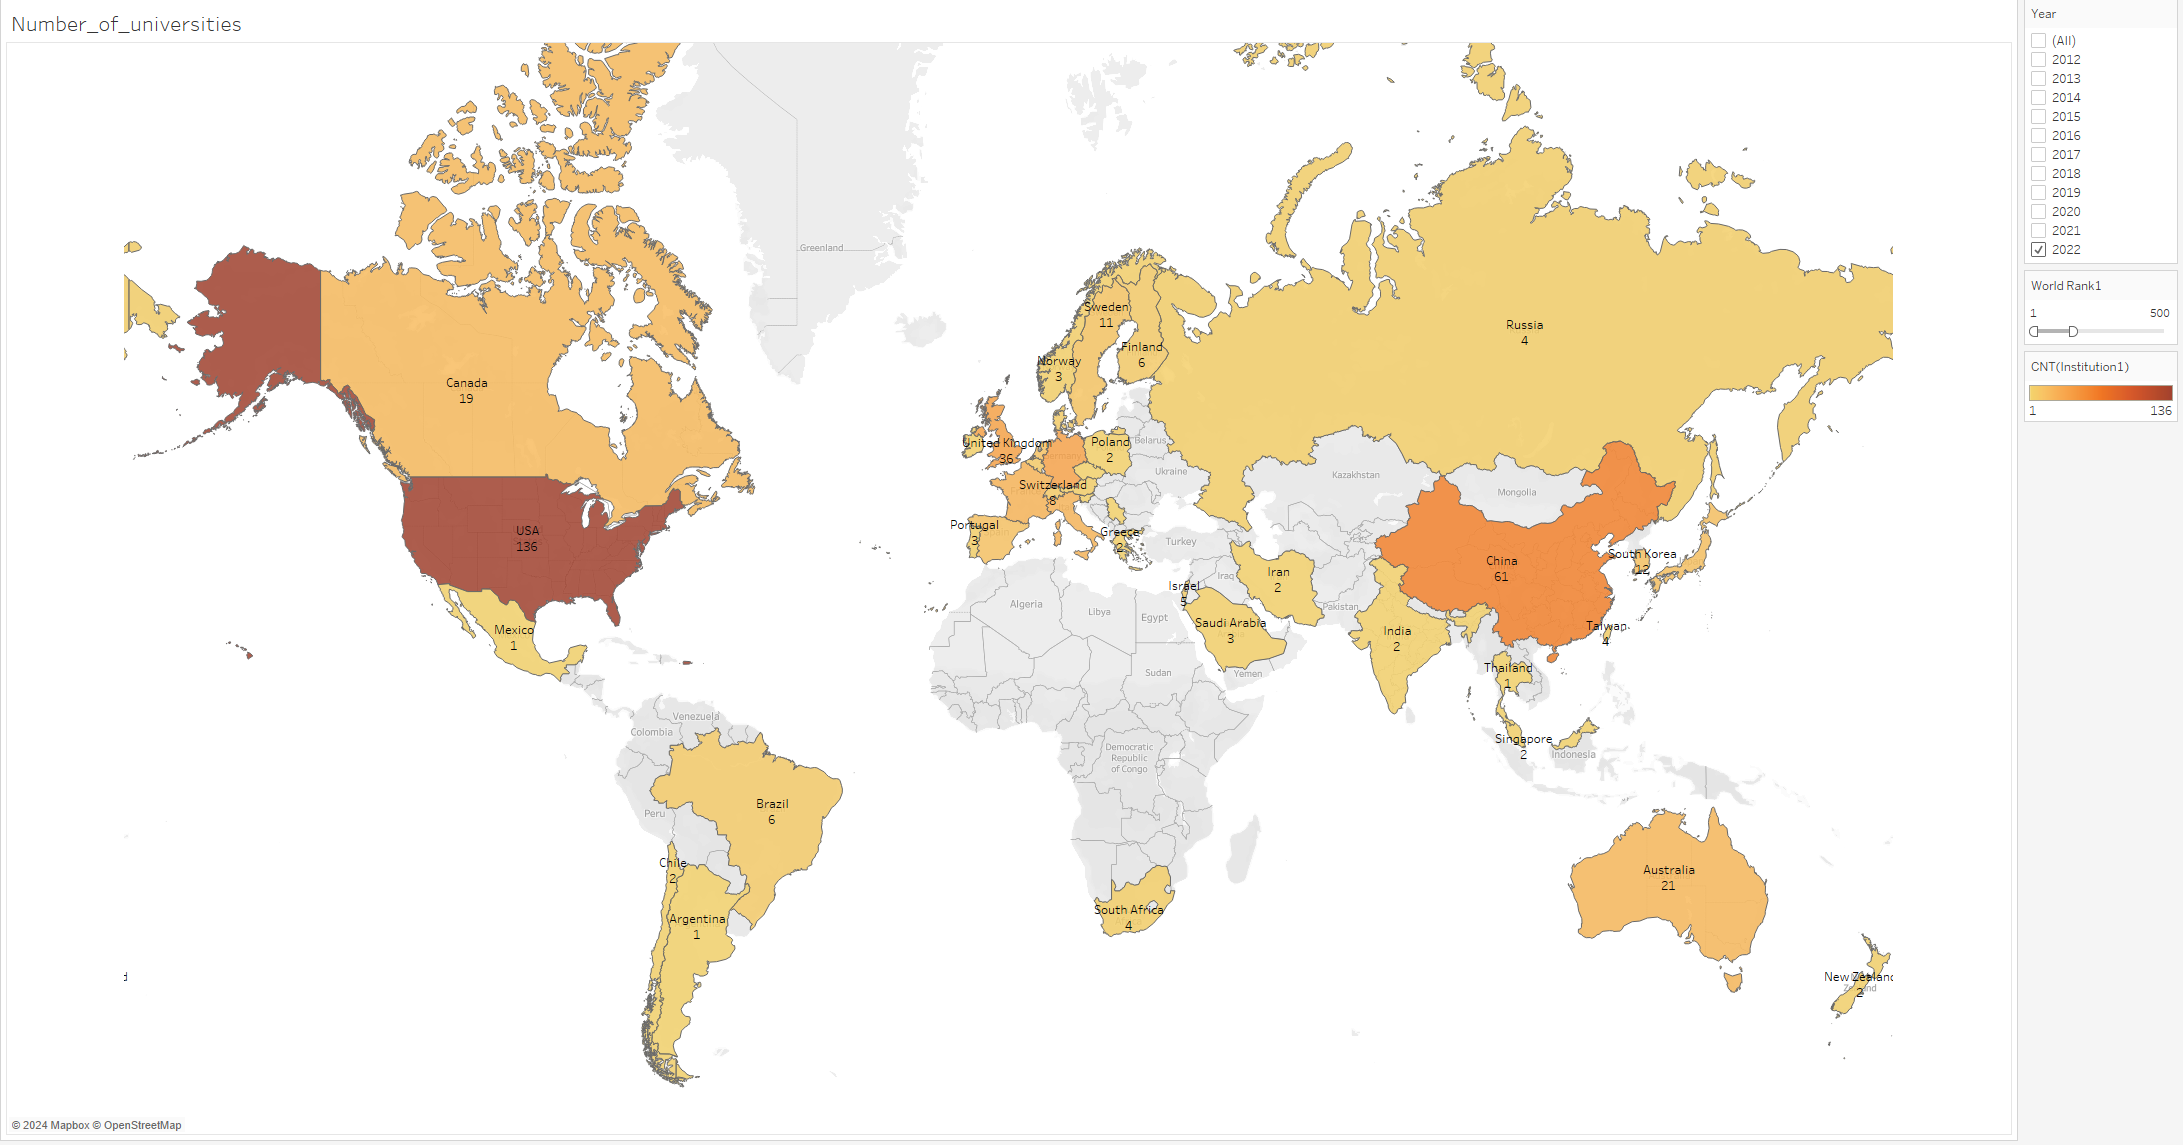 Number_of_universities
Greenland
Canada
19
USA
136
Mexico
1
Venezuela
Colombia
Peru
Brazil
6
Chile
2
Argentina
1
Sweden
11
Norway
3
Finland
6
Russia
4
United Kingdom
36
Poland
2
Belarus
Ukraine
Switzerland
8
Portugal
3
Greece
2
Turkey
Kazakhstan
Mongolia
China
61
South Korea
12
Taiwan
4
Israel
5
Iraq
Iran
2
Pakistan
Saudi Arabia
3
Yemen
India
2
Thailand
1
Singapore
2
Indonesia
Algeria
Libya
Egypt
Sudan
Democratic
Republic
of Congo
South Africa
4
Australia
21
New Zealand
2
© 2024 Mapbox © OpenStreetMap
Year
(All)
2012
2013
2014
2015
2016
2017
2018
2019
2020
2021
2022
World Rank1
1 500
CNT(Institution1)
1 136